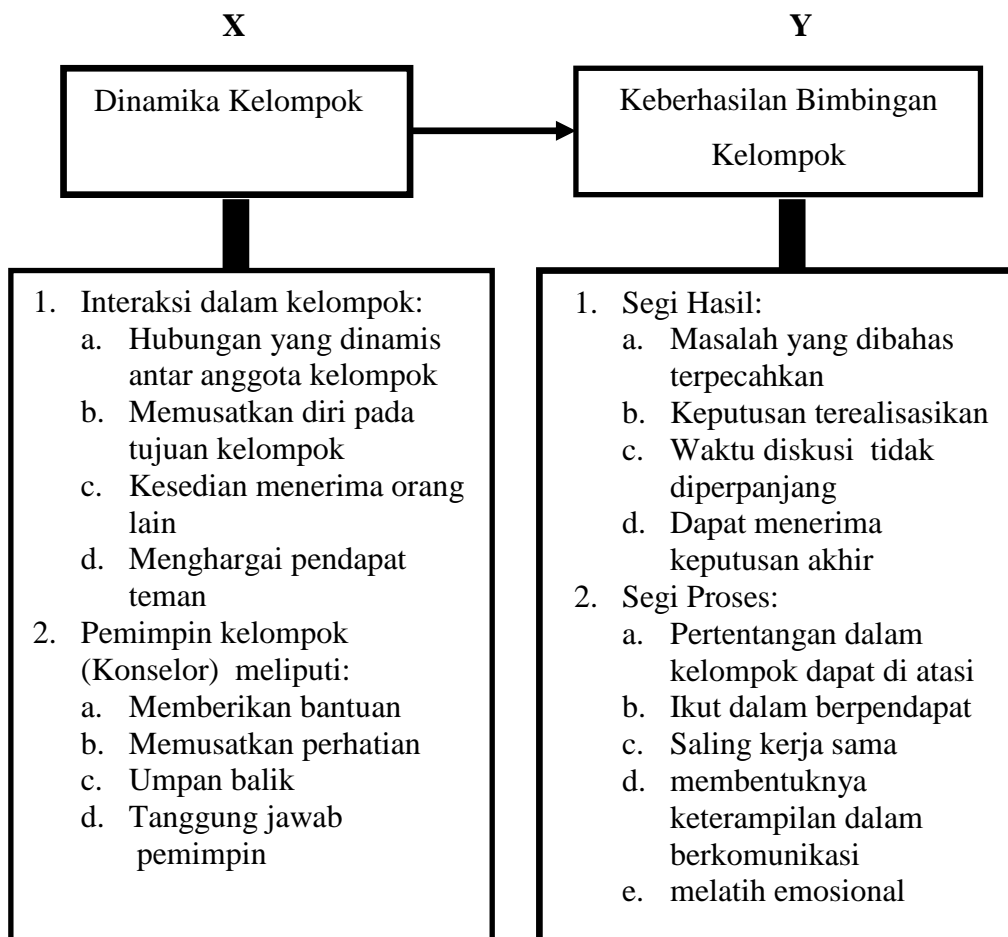 X
Y
Dinamika Kelompok
Keberhasilan Bimbingan
Kelompok
1. Interaksi dalam kelompok:
a. Hubungan yang dinamis
antar anggota kelompok
b. Memusatkan diri pada
tujuan kelompok
c. Kesedian menerima orang
lain
d. Menghargai pendapat
teman
2. Pemimpin kelompok
(Konselor) meliputi:
a. Memberikan bantuan
b. Memusatkan perhatian
c. Umpan balik
d. Tanggung jawab
pemimpin
1. Segi Hasil:
a. Masalah yang dibahas
terpecahkan
b. Keputusan terealisasikan
c. Waktu diskusi tidak
diperpanjang
d. Dapat menerima
keputusan akhir
2. Segi Proses:
a. Pertentangan dalam
kelompok dapat di atasi
b. Ikut dalam berpendapat
c. Saling kerja sama
d. membentuknya
keterampilan dalam
berkomunikasi
e. melatih emosional